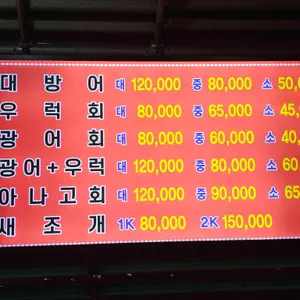 대 방 어 대 120,000 중 80,000 소 50,0
우 럭 회 대 80,000 중 65,000 소 45,
광 어 회 대 80,000 중 60,000 소 40,
광어+우럭 대 120,000 중 80,000 소 60
아나고회 대 120,000 중 90,000 소 65
새 조 개 1K 80,000 2K 150,000